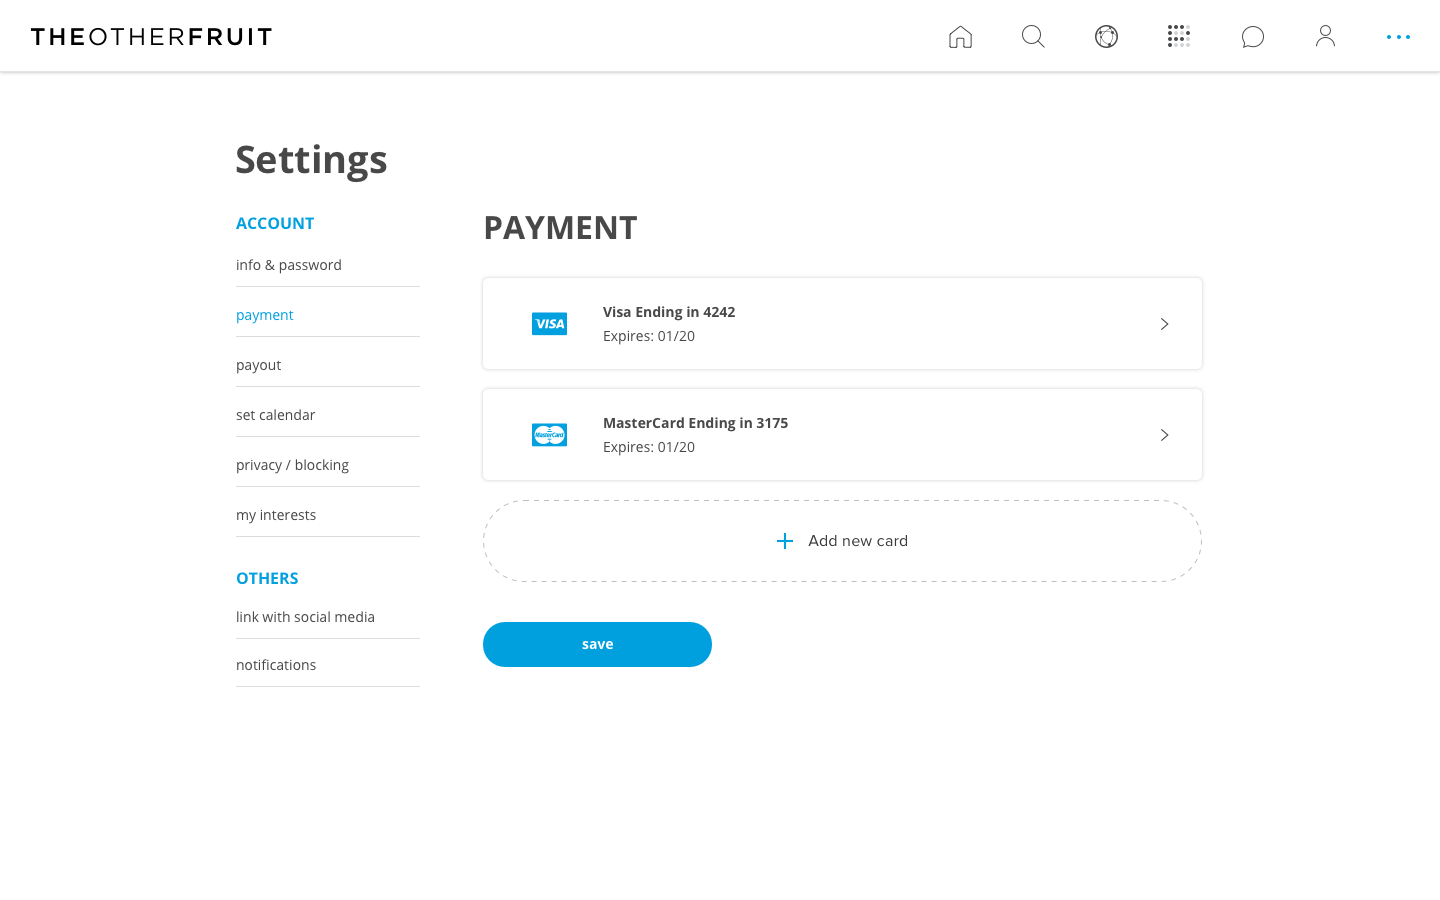 THEOTHERFRUIT
Settings
ACCOUNT
info & password
payment
payout
set calendar
privacy / blocking
my interests
OTHERS
link with social media
notifications
PAYMENT
VISA
Visa Ending in 4242
Expires: 01/20
MasterCard
MasterCard Ending in 3175
Expires: 01/20
Add new card
save